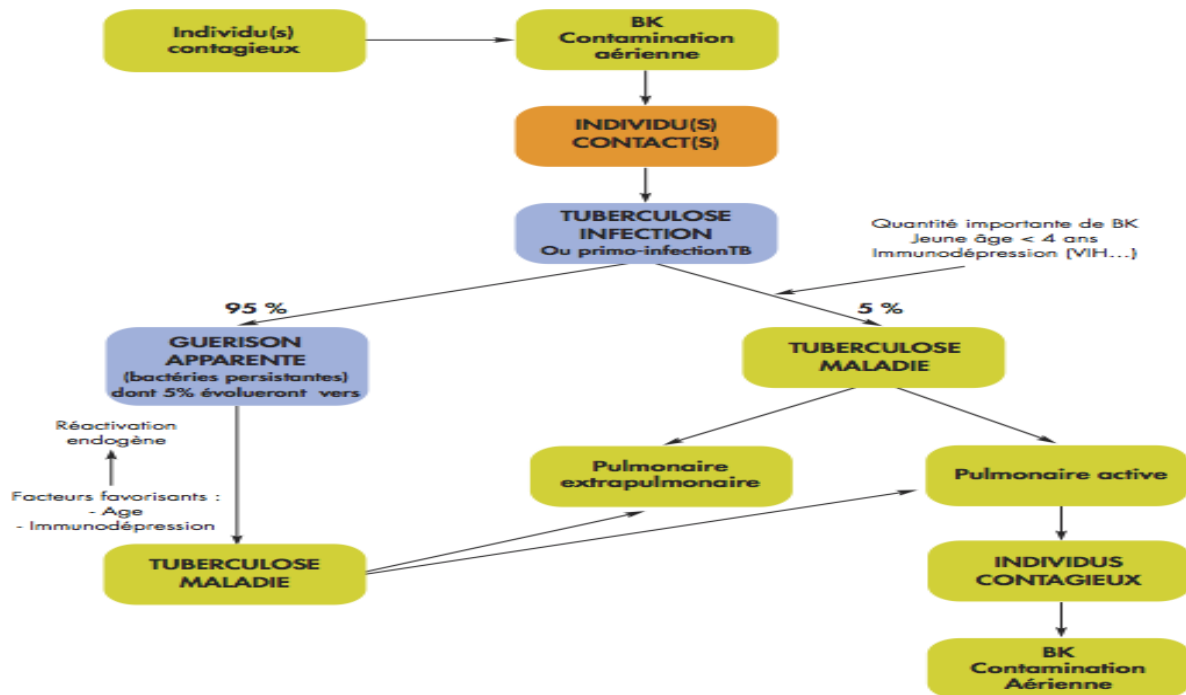 Individu(s)
contagieux
BK
Contamination
aérienne
INDIVIDU(S)
CONTACT(S)
TUBERCULOSE
INFECTION
Ou primo-infectionTB
Quantité importante de BK
Jeune âge < 4 ans
Immunodépression (VIH...)
95 %
5 %
GUERISON
APPARENTE
(bactéries persistantes)
dont 5% évolueront vers
TUBERCULOSE
MALADIE
Réactivation
endogène
Facteurs favorisants :
- Age
- Immunodépression
Pulmonaire
extrapulmonaire
Pulmonaire active
TUBERCULOSE
MALADIE
INDIVIDUS
CONTAGIEUX
BK
Contamination
Aérienne